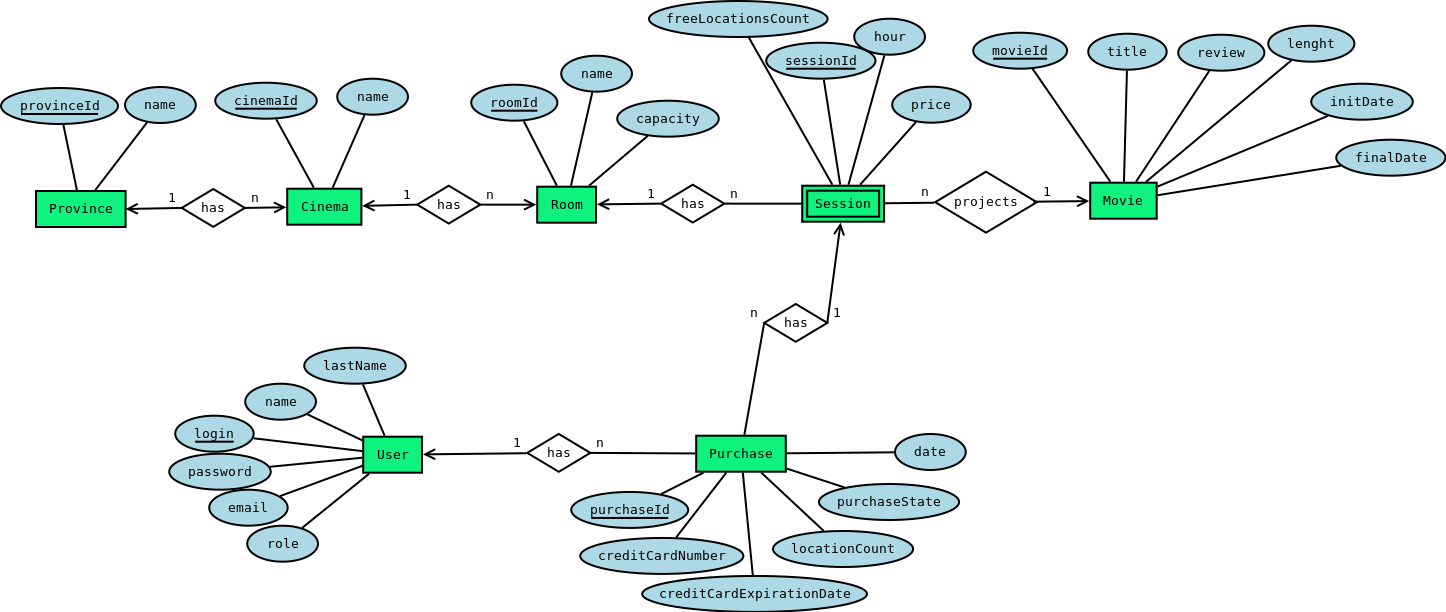 freeLocationsCount
hour
sessionId
movieId
title
review
lenght
name
roomId
capacity
price
initDate
provinceId
name
cinemaId
name
finalDate
Province
1
has
n
Cinema
1
has
n
Room
1
has
n
Session
n
projects
1
Movie
n
has
1
lastName
name
login
password
email
role
User
1
has
n
Purchase
date
purchaseState
purchaseId
locationCount
creditCardNumber
creditCardExpirationDate